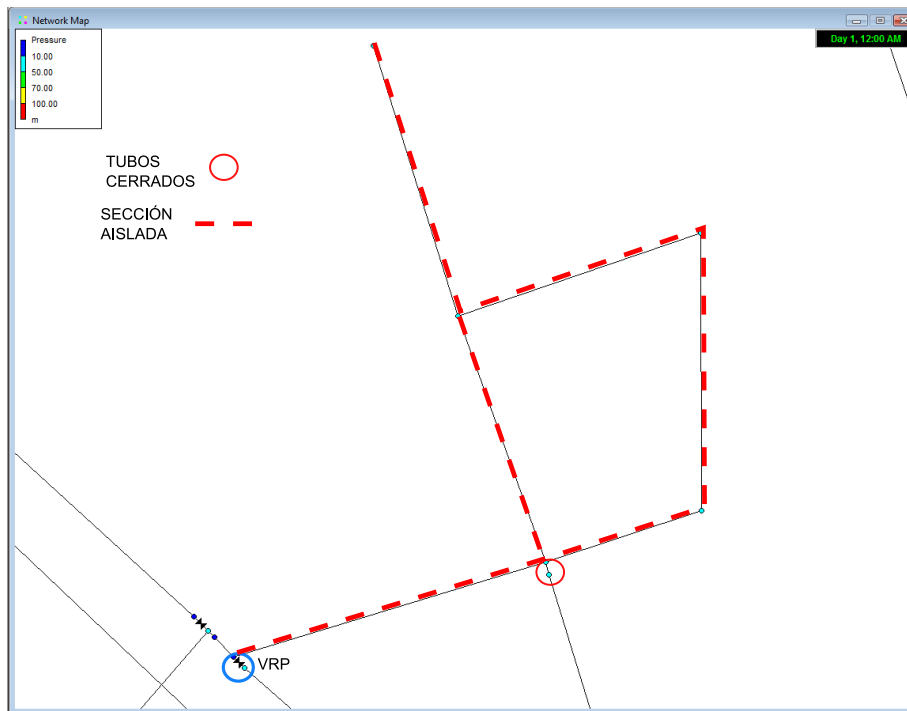 Network Map
Day 1, 12:00 AM
Pressure
10.00
50.00
70.00
100.00
m
TUBOS
CERRADOS
SECCIÓN
AISLADA
VRP